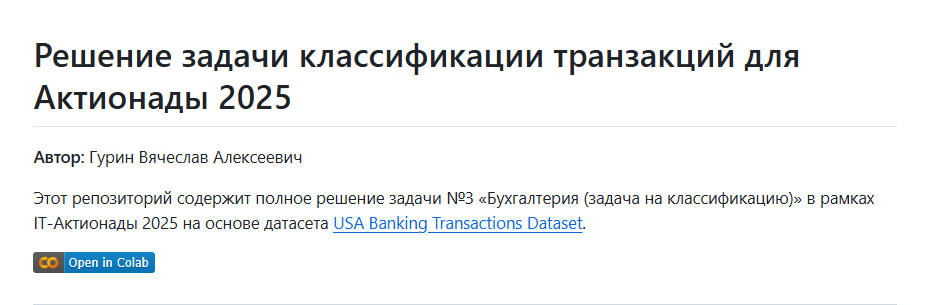 Решение задачи классификации транзакций для
Актионады 2025
Автор: Гурин Вячеслав Алексеевич
Этот репозиторий содержит полное решение задачи №3 «Бухгалтерия (задача на классификацию)» в рамках
IT-Актионады 2025 на основе датасета USA Banking Transactions Dataset.
Open in Colab